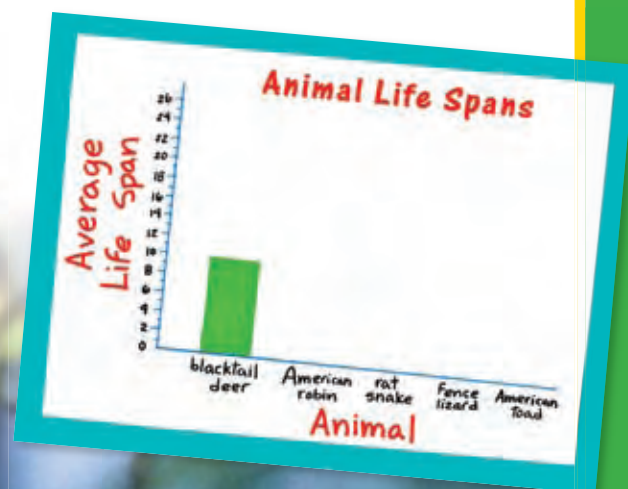 Animal Life Spans
Average
Life Span
26
24
22
20
18
16
14
12
10
8
6
4
2
0
blacktail
deer
American
robin
rat
snake
Fence
lizard
American
Toad
Animal